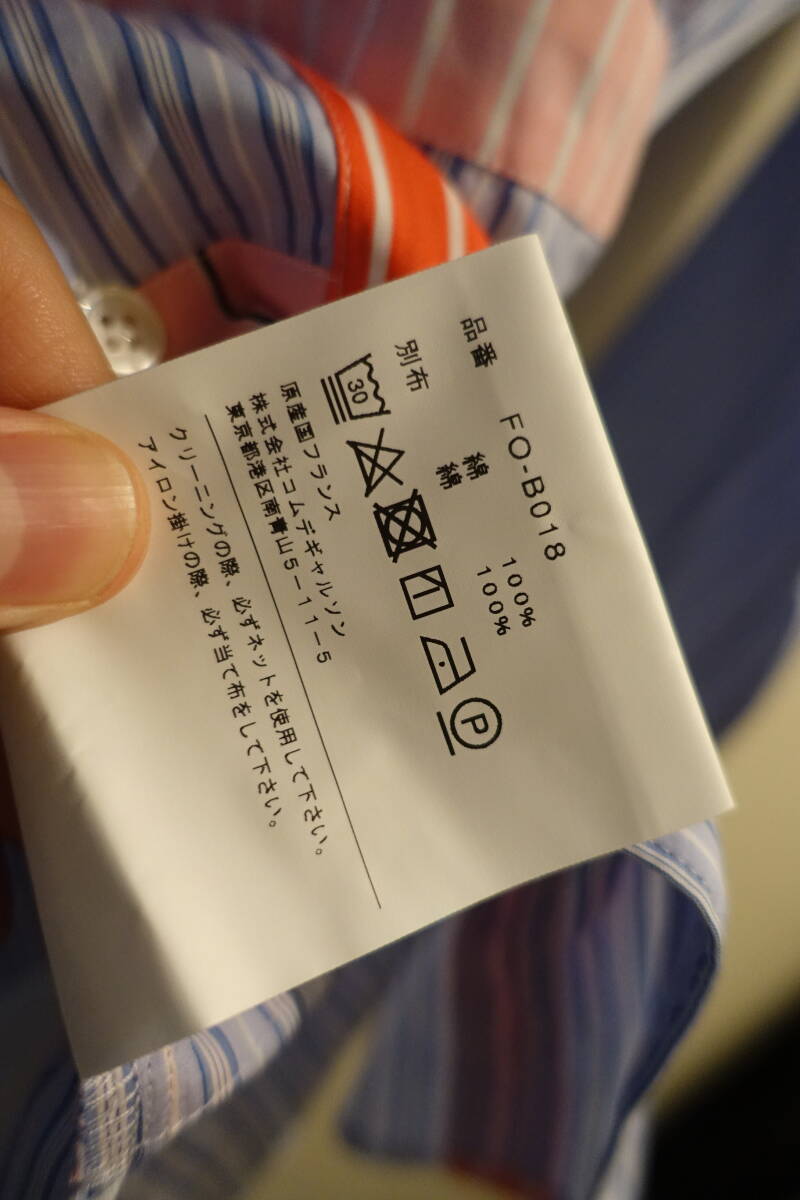 品番 FO-B018
綿 100%
別布 綿 100%
30
P
原産国フランス
株式会社コムデギャルソン
東京都港区南青山5-11-5
クリーニングの際、必ずネットを使用して下さい。
アイロン掛けの際、必ず当て布をして下さい。